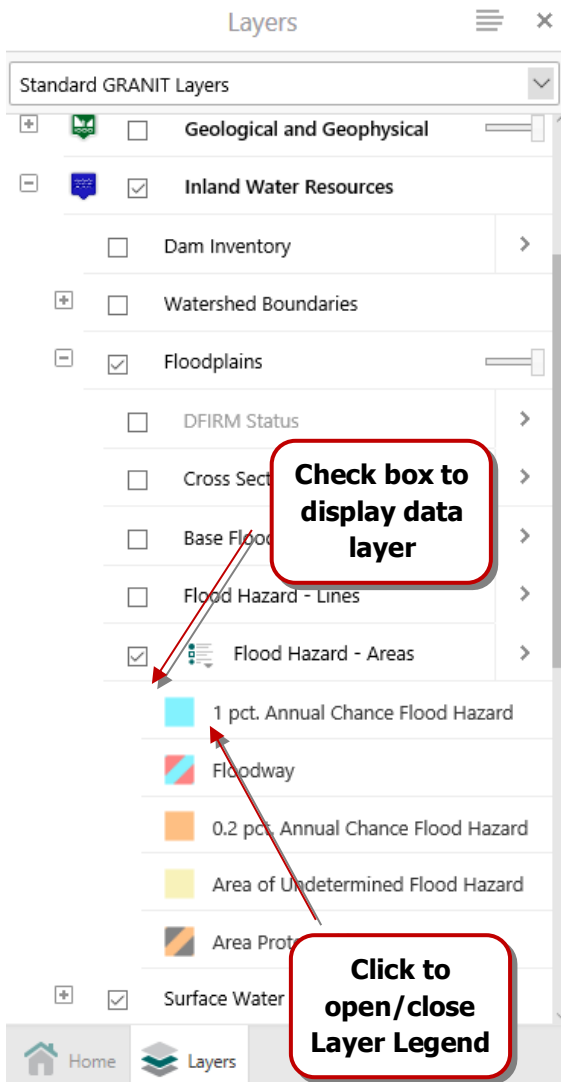 Layers
Standard GRANIT Layers
Geological and Geophysical
Inland Water Resources
Dam Inventory
Watershed Boundaries
Floodplains
DFIRM Status
Cross Sect
Base Flood
Flood Hazard - Lines
Flood Hazard - Areas
1 pct. Annual Chance Flood Hazard
Floodway
0.2 pct. Annual Chance Flood Hazard
Area of Undetermined Flood Hazard
Area Prote
Surface Water
Check box to
display data
layer
Click to
open/close
Layer Legend
Home
Layers